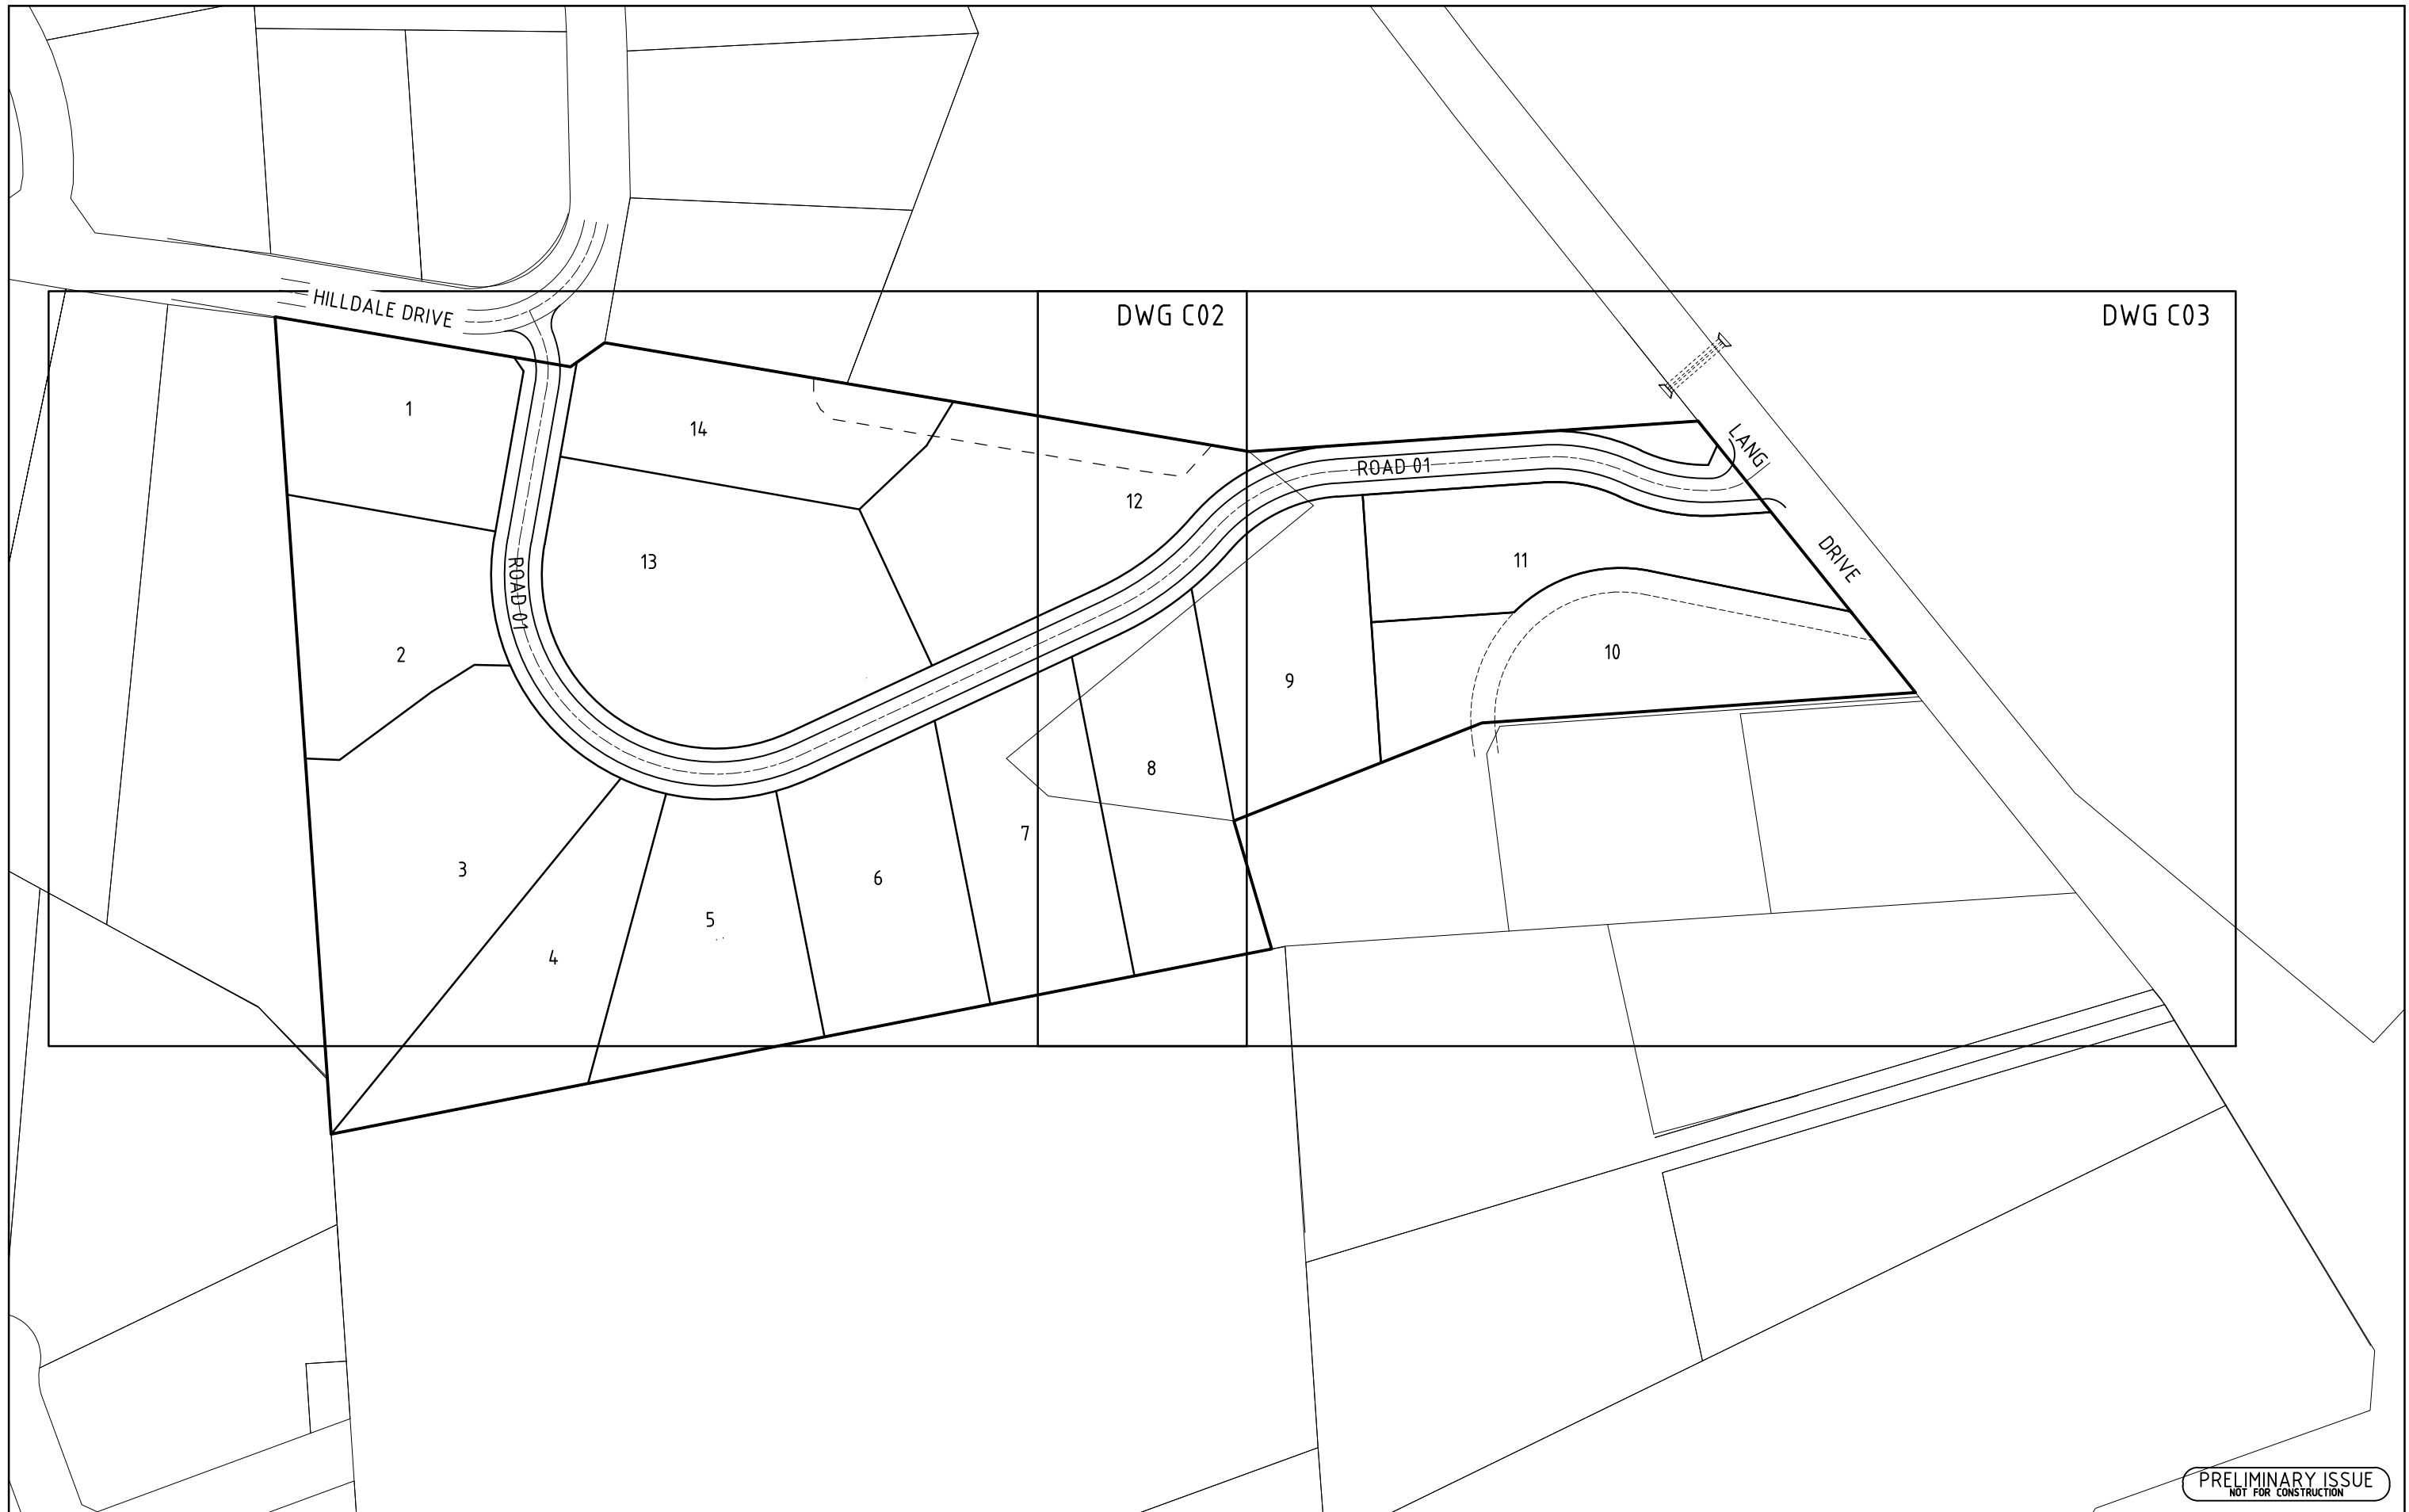 HILLDALE DRIVE
DWG C02
DWG C03
1
14
LANG
ROAD 01
12
13
11
DRIVE
ROAD 01
2
10
9
8
7
3
6
5
4
PRELIMINARY ISSUE
NOT FOR CONSTRUCTION